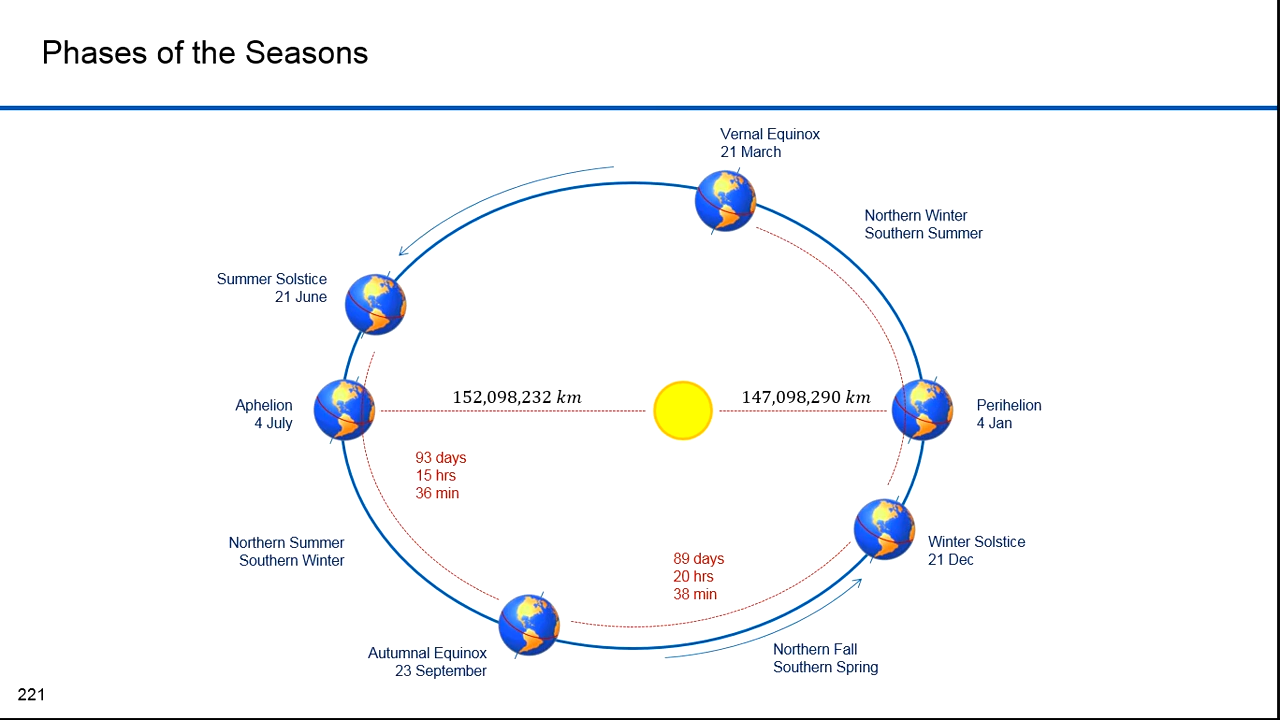 Phases of the Seasons
Vernal Equinox
21 March
Northern Winter
Southern Summer
Summer Solstice
21 June
152,098,232 km
147,098,290 km
Aphelion
4 July
Perihelion
4 Jan
93 days
15 hrs
36 min
Northern Summer
Southern Winter
89 days
20 hrs
38 min
Winter Solstice
21 Dec
Autumnal Equinox
23 September
Northern Fall
Southern Spring
221